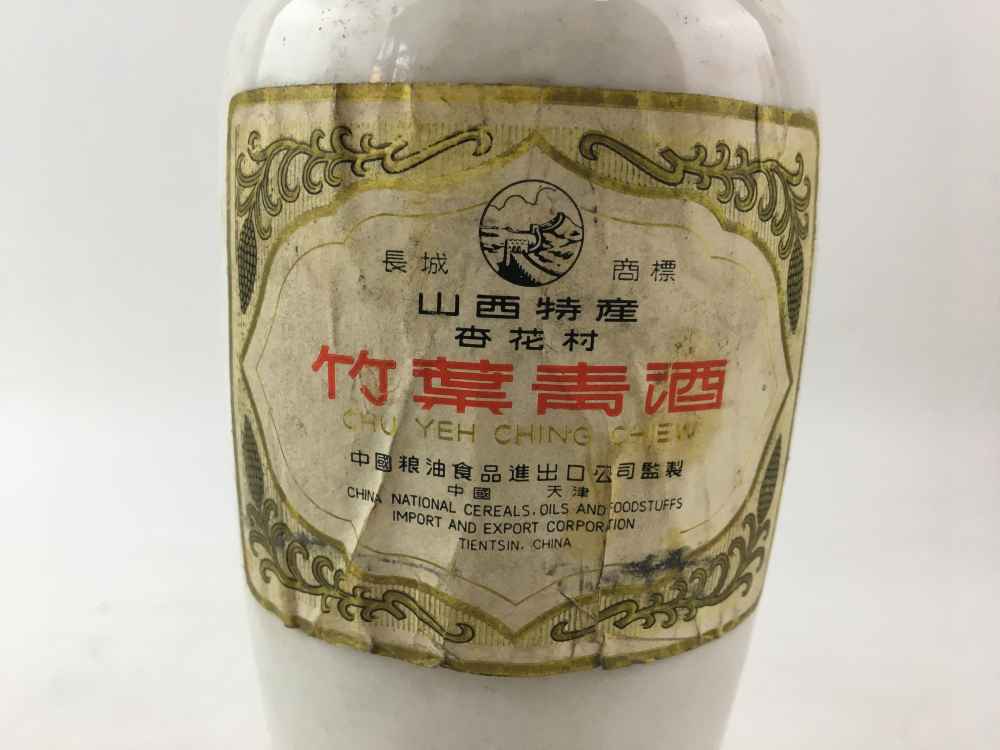 長城 商標
山西特產
杏花村
竹葉青酒
CHU YEH CHING CHIEW
中國粮油食品進出口公司監製
中國 天津
CHINA NATIONAL CEREALS, OILS AND FOODSTUFFS
IMPORT AND EXPORT CORPORATION
TIENTSIN, CHINA